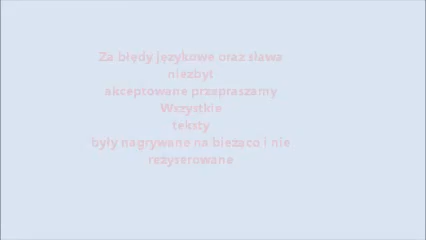 Za błędy językowe oraz słowa
niezbyt
akceptowane przepraszamy
Wszystkie
teksty
były nagrywane na bieżąco i nie
reżyserowane